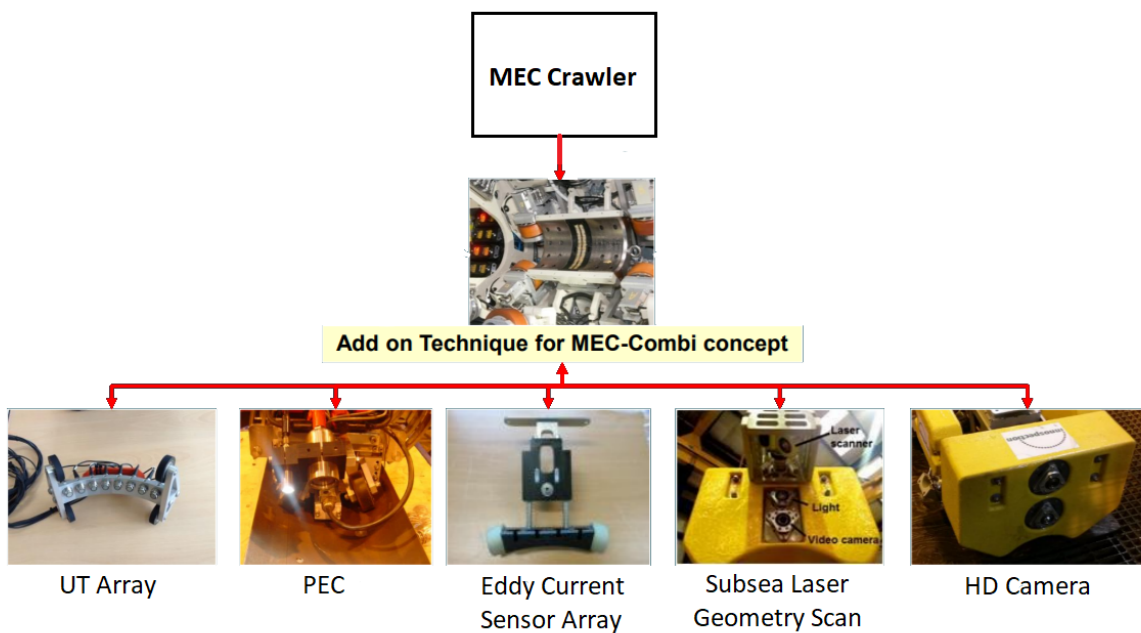 MEC Crawler
Add on Technique for MEC-Combi concept
Laser
scanner
Light
Video camera
innospection
UT Array
PEC
Eddy Current
Sensor Array
Subsea Laser
Geometry Scan
HD Camera